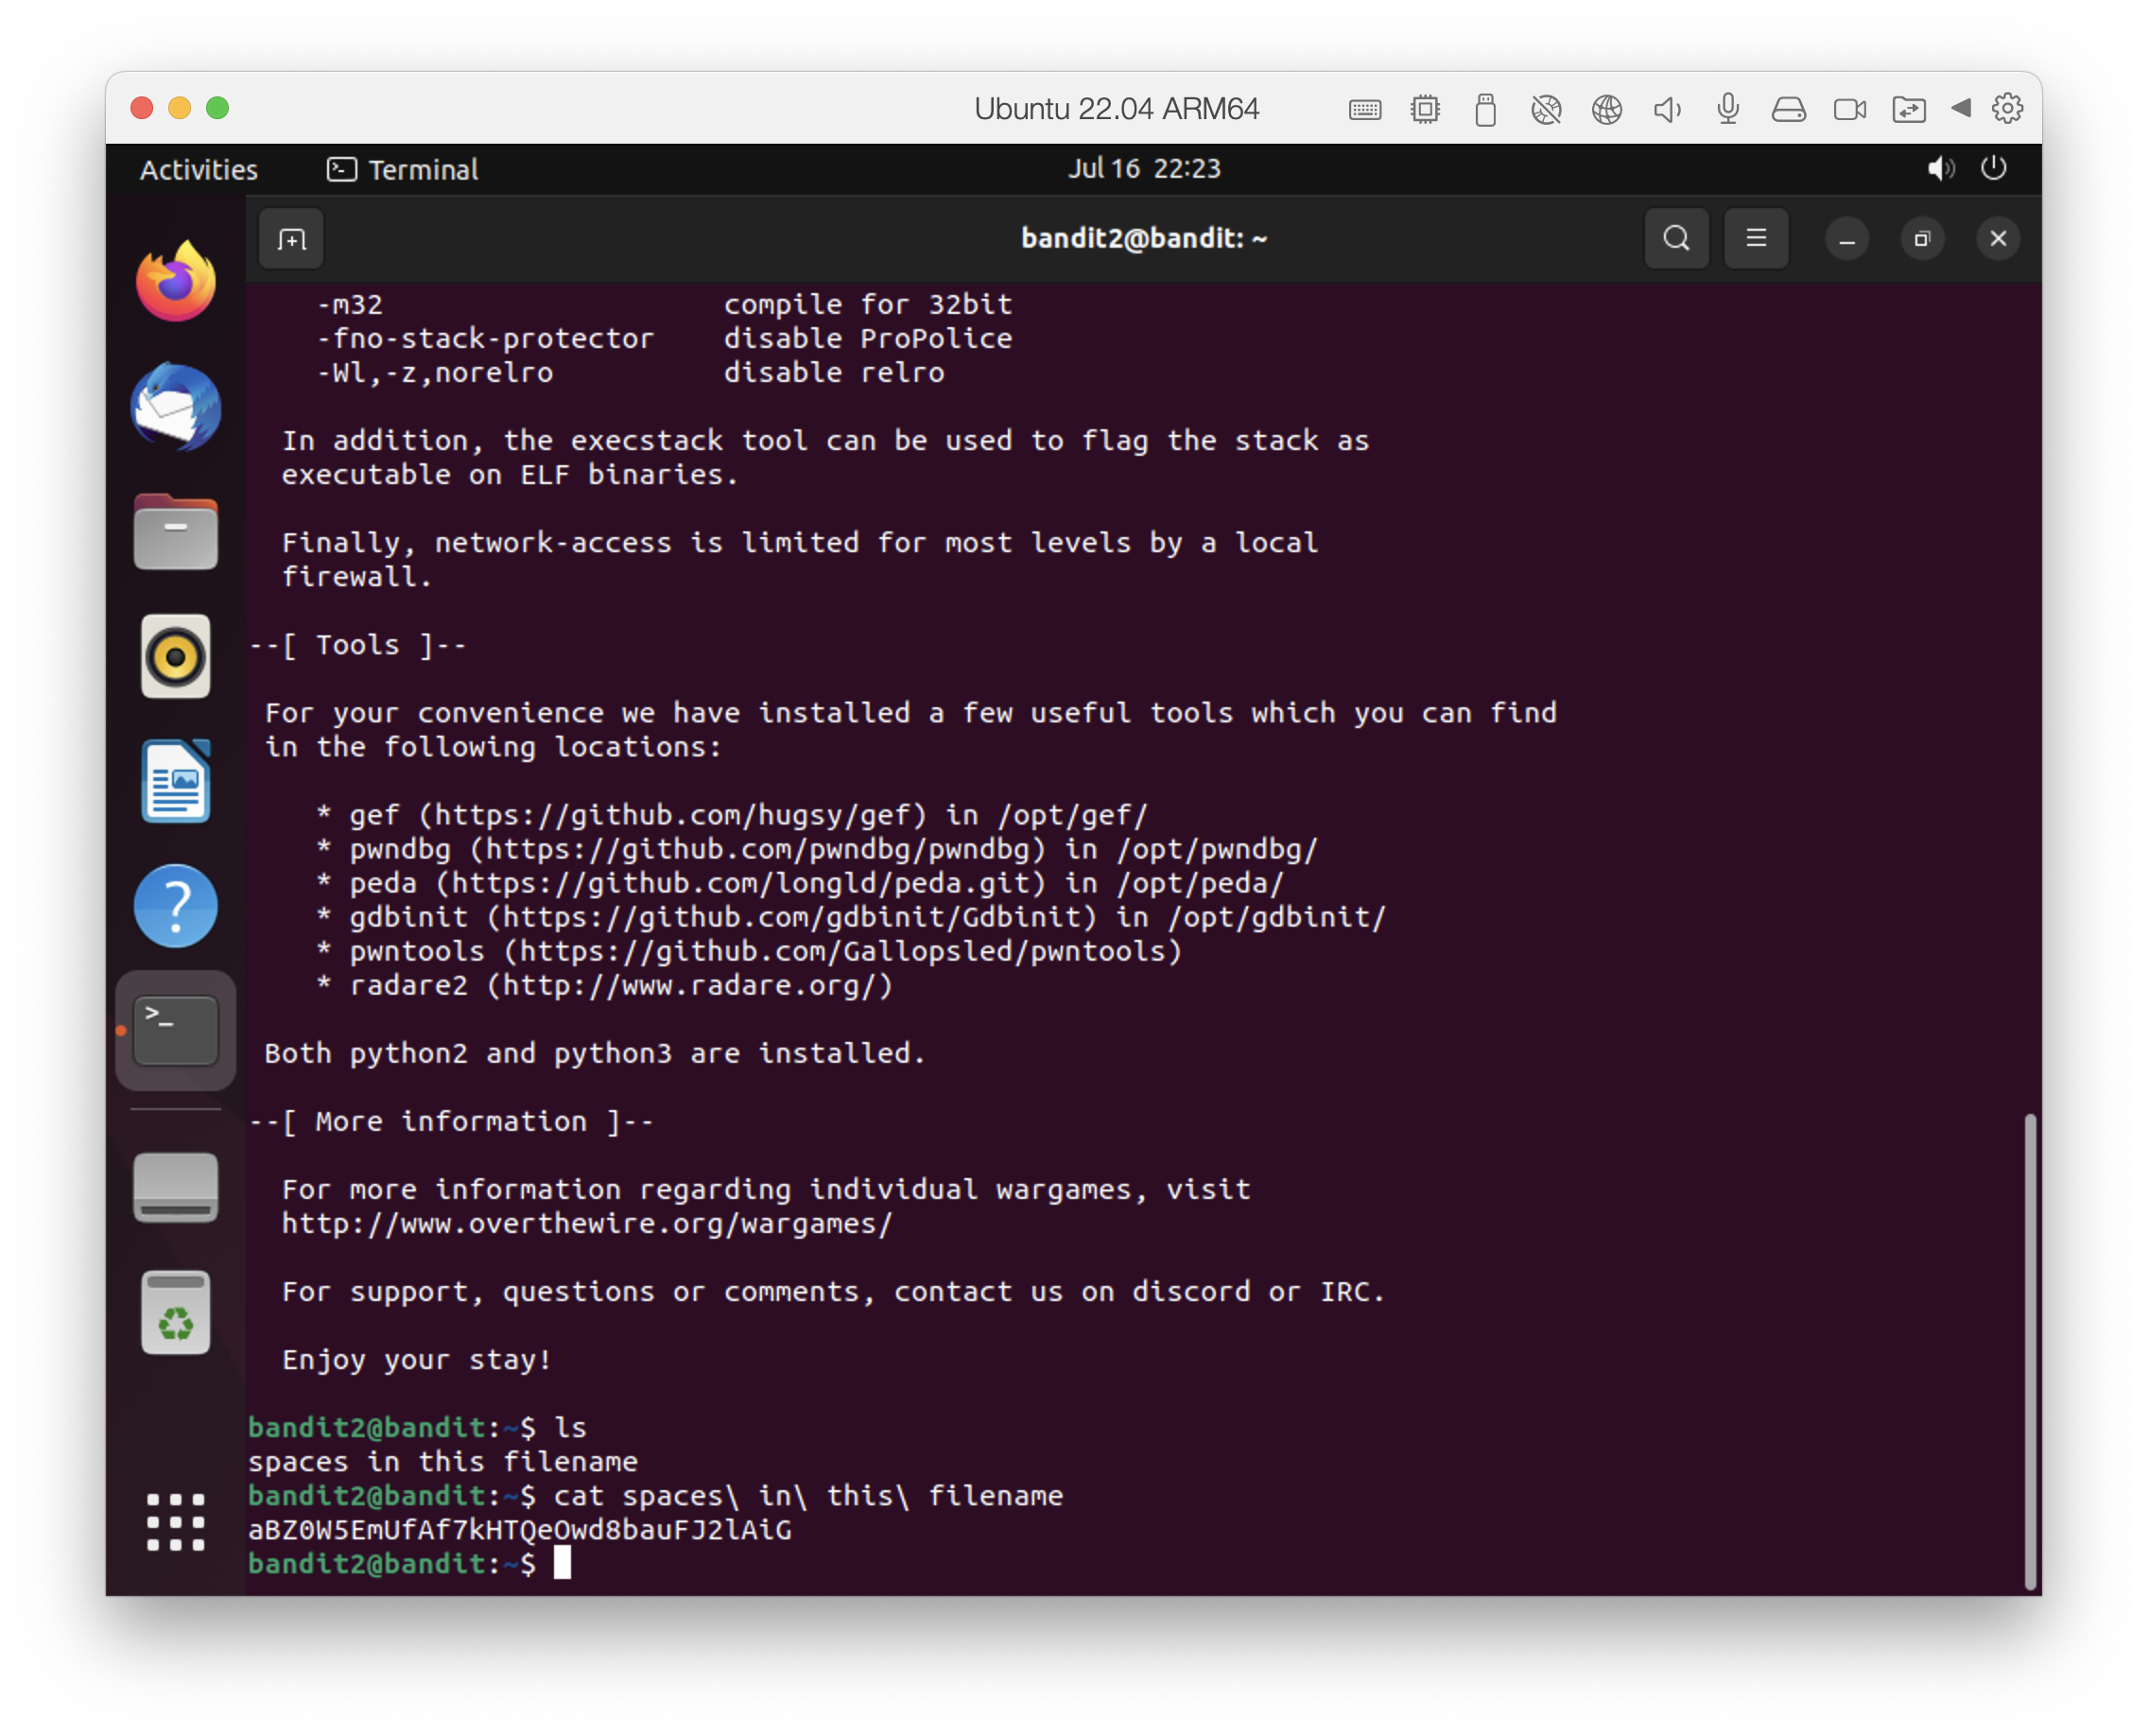 Ubuntu 22.04 ARM64
Activities
Terminal
Jul 16 22:23
bandit2@bandit: ~
-m32 compile for 32bit
-fno-stack-protector disable ProPolice
-Wl,-z,norelro disable relro
In addition, the execstack tool can be used to flag the stack as
executable on ELF binaries.
Finally, network-access is limited for most levels by a local
firewall.
--[ Tools ]--
For your convenience we have installed a few useful tools which you can find
in the following locations:
* gef (https://github.com/hugsy/gef) in /opt/gef/
* pwndbg (https://github.com/pwndbg/pwndbg) in /opt/pwndbg/
* peda (https://github.com/longld/peda.git) in /opt/peda/
* gdbinit (https://github.com/gdbinit/Gdbinit) in /opt/gdbinit/
* pwntools (https://github.com/Gallopsled/pwntools)
* radare2 (http://www.radare.org/)
Both python2 and python3 are installed.
--[ More information ]--
For more information regarding individual wargames, visit
http://www.overthewire.org/wargames/
For support, questions or comments, contact us on discord or IRC.
Enjoy your stay!
bandit2@bandit:~$ ls
spaces in this filename
bandit2@bandit:~$ cat spaces\ in\ this\ filename
aBZ0W5EmUfAf7kHTQeOwd8bauFJ2lAiG
bandit2@bandit:~$